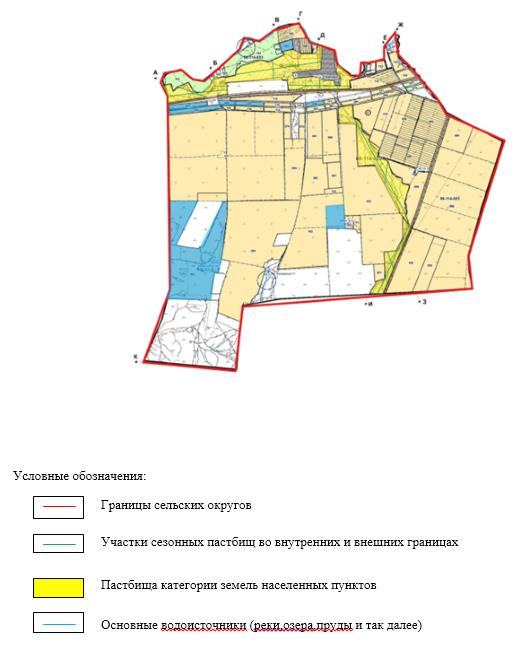 Ж
Г
В
Д
Е
Б
А
И
З
К
Условные обозначения:
Границы сельских округов
Участки сезонных пастбищ во внутренних и внешних границах
Пастбища категории земель населенных пунктов
Основные водоисточники (реки,озера,пруды и так далее)